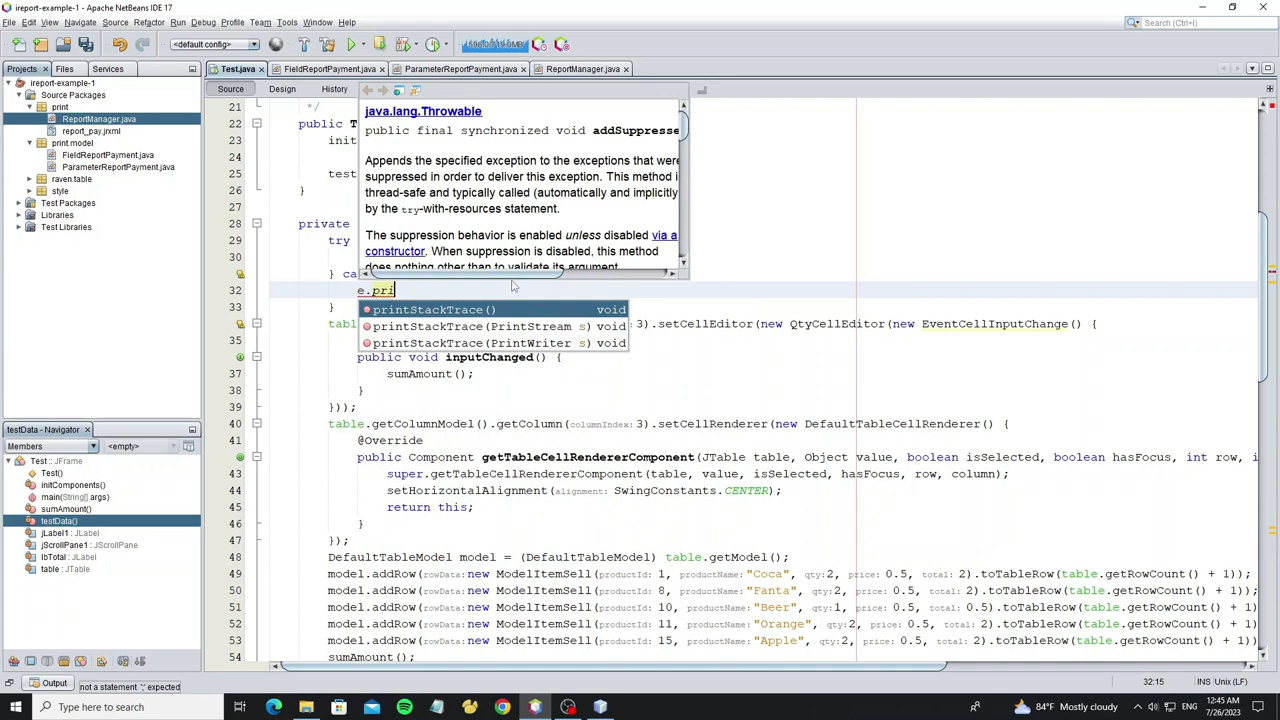 ireport-example-1 - Apache NetBeans IDE 17
File Edit View Navigate Source Refactor Run Debug Profile Team Tools Window Help
Search (Ctrl+I)
<default config>
Projects Files Services
Test.java FieldReportPayment.java ParameterReportPayment.java ReportManager.java
Source Design History
ireport-example-1
Source Packages
print
ReportManager.java
report_pay.jrxml
print.model
FieldReportPayment.java
ParameterReportPayment.java
raven.table
style
Test Packages
Libraries
Test Libraries
java.lang.Throwable
public final synchronized void addSuppresse
Appends the specified exception to the exceptions that were
suppressed in order to deliver this exception. This method i
thread-safe and typically called (automatically and implicitly
by the try-with-resources statement.
The suppression behavior is enabled unless disabled via a
constructor. When suppression is disabled, this method
does nothing other than to validate its argument.
21 */
22 public T
23 init
24
25 test
26 }
28 private
29 try
} ca
32 e.pri
33 }
printStackTrace() void
printStackTrace(PrintStream s) void
printStackTrace(PrintWriter s) void
tabl 3).setCellEditor(new QtyCellEditor(new EventCellInputChange() {
35
public void inputChanged() {
37 sumAmount();
38 }
39 }));
40 table.getColumnModel().getColumn(columnIndex: 3).setCellRenderer(new DefaultTableCellRenderer() {
41 @Override
public Component getTableCellRendererComponent(JTable table, Object value, boolean isSelected, boolean hasFocus, int row, i
43 super.getTableCellRendererComponent(table, value, isSelected, hasFocus, row, column);
44 setHorizontalAlignment(alignment: SwingConstants.CENTER);
45 return this;
46 }
47 });
48 DefaultTableModel model = (DefaultTableModel) table.getModel();
49 model.addRow(rowData: new ModelItemSell(productId: 1, productName: "Coca", qty: 2, price: 0.5, total: 2).toTableRow(table.getRowCount() + 1));
50 model.addRow(rowData: new ModelItemSell(productId: 8, productName: "Fanta", qty: 2, price: 0.5, total: 2).toTableRow(table.getRowCount() + 1)
51 model.addRow(rowData: new ModelItemSell(productId: 10, productName: "Beer", qty: 1, price: 0.5, total: 0.5).toTableRow(table.getRowCount() + 1
52 model.addRow(rowData: new ModelItemSell(productId: 11, productName: "Orange", qty: 2, price: 0.5, total: 2).toTableRow(table.getRowCount() + 1
53 model.addRow(rowData: new ModelItemSell(productId: 15, productName: "Apple", qty: 2, price: 0.5, total: 2).toTableRow(table.getRowCount() + 1)
54 sumAmount();
testData - Navigator
Members <empty>
Test :: JFrame
Test()
initComponents()
main(String[] args)
sumAmount()
testData()
jLabel1 : JLabel
jScrollPane1 : JScrollPane
lbTotal : JLabel
table : JTable
Output not a statement ';' expected
32:15 INS Unix (LF)
Type here to search
84°F Mostly cloudy
12:45 AM
7/26/2023